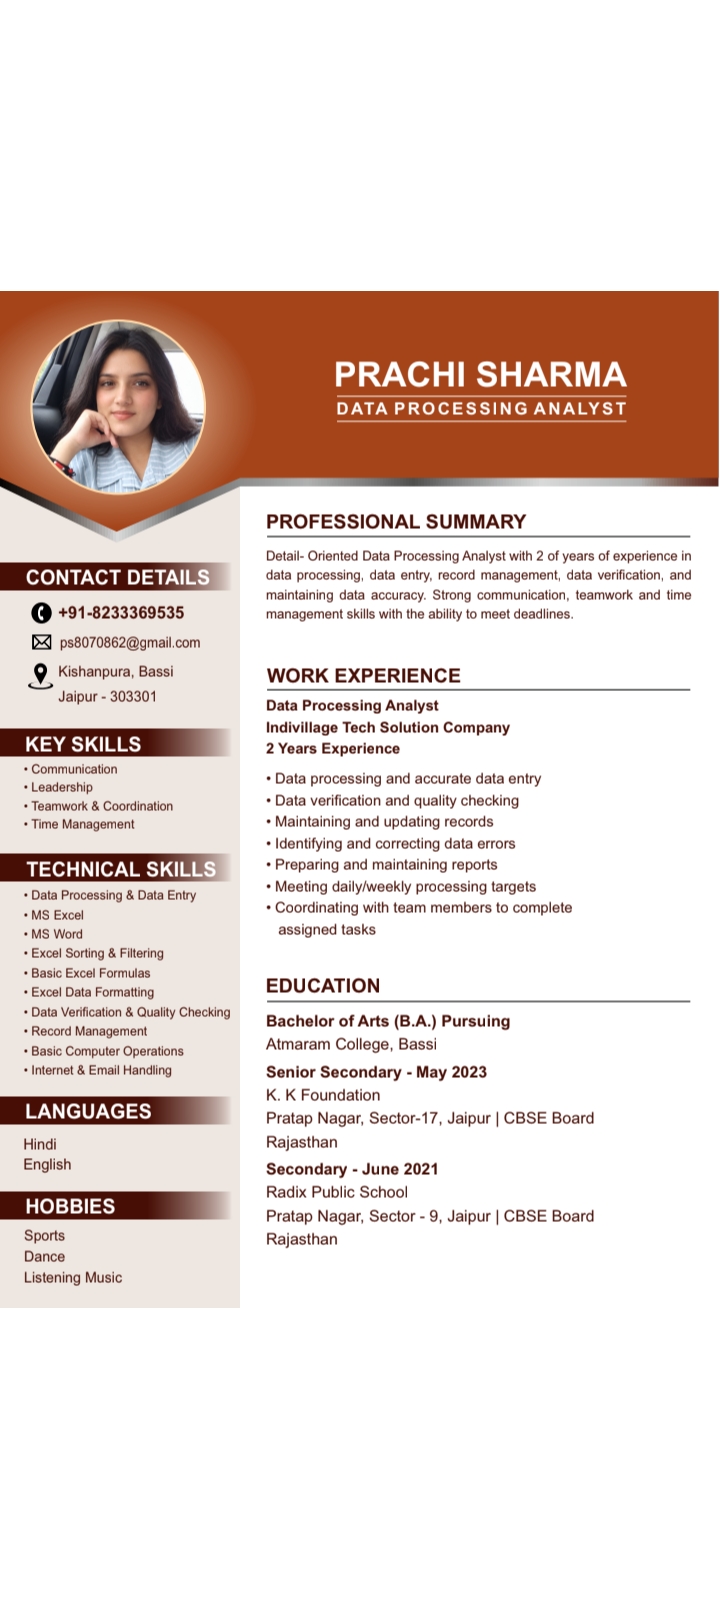 PRACHI SHARMA
DATA PROCESSING ANALYST
CONTACT DETAILS
+91-8233369535
ps8070862@gmail.com
Kishanpura, Bassi
Jaipur - 303301
KEY SKILLS
• Communication
• Leadership
• Teamwork & Coordination
• Time Management
TECHNICAL SKILLS
• Data Processing & Data Entry
• MS Excel
• MS Word
• Excel Sorting & Filtering
• Basic Excel Formulas
• Excel Data Formatting
• Data Verification & Quality Checking
• Record Management
• Basic Computer Operations
• Internet & Email Handling
LANGUAGES
Hindi
English
HOBBIES
Sports
Dance
Listening Music
PROFESSIONAL SUMMARY
Detail- Oriented Data Processing Analyst with 2 of years of experience in
data processing, data entry, record management, data verification, and
maintaining data accuracy. Strong communication, teamwork and time
management skills with the ability to meet deadlines.
WORK EXPERIENCE
Data Processing Analyst
Indivillage Tech Solution Company
2 Years Experience
• Data processing and accurate data entry
• Data verification and quality checking
• Maintaining and updating records
• Identifying and correcting data errors
• Preparing and maintaining reports
• Meeting daily/weekly processing targets
• Coordinating with team members to complete
assigned tasks
EDUCATION
Bachelor of Arts (B.A.) Pursuing
Atmaram College, Bassi
Senior Secondary - May 2023
K. K Foundation
Pratap Nagar, Sector-17, Jaipur | CBSE Board
Rajasthan
Secondary - June 2021
Radix Public School
Pratap Nagar, Sector - 9, Jaipur | CBSE Board
Rajasthan